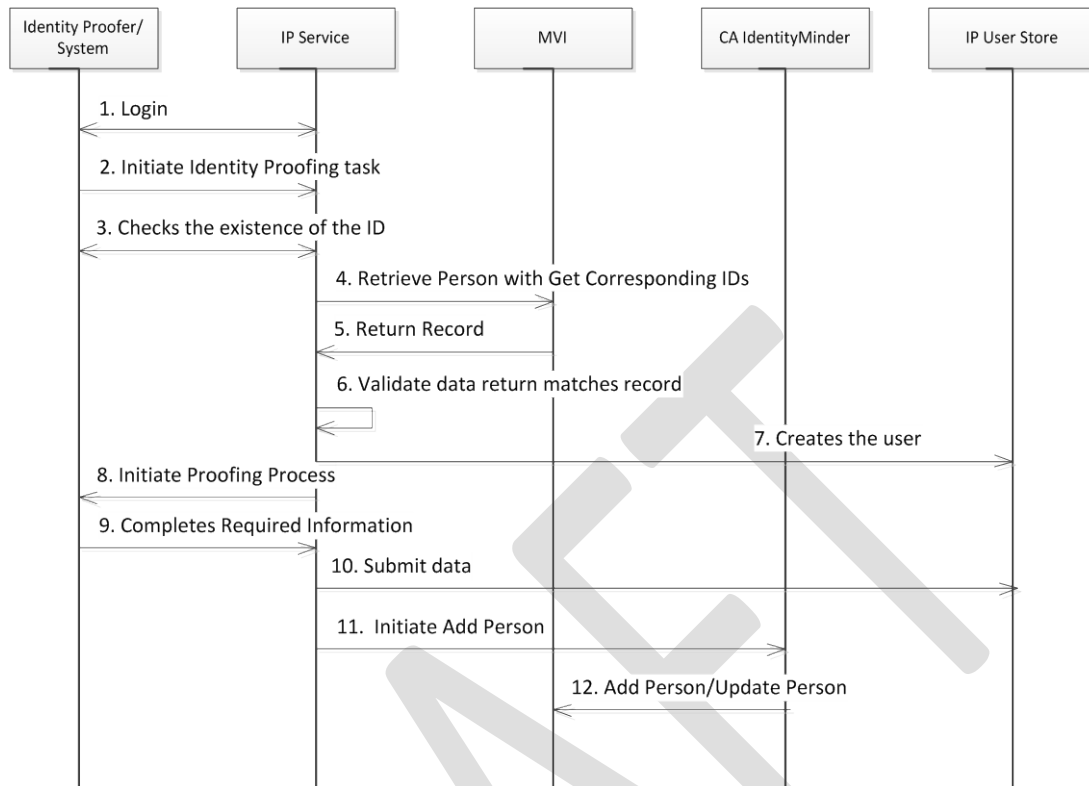 Identity Proofer/
System
IP Service
MVI
CA IdentityMinder
IP User Store
1. Login
2. Initiate Identity Proofing task
3. Checks the existence of the ID
4. Retrieve Person with Get Corresponding IDs
5. Return Record
6. Validate data return matches record
7. Creates the user
8. Initiate Proofing Process
9. Completes Required Information
10. Submit data
11. Initiate Add Person
12. Add Person/Update Person
AFT